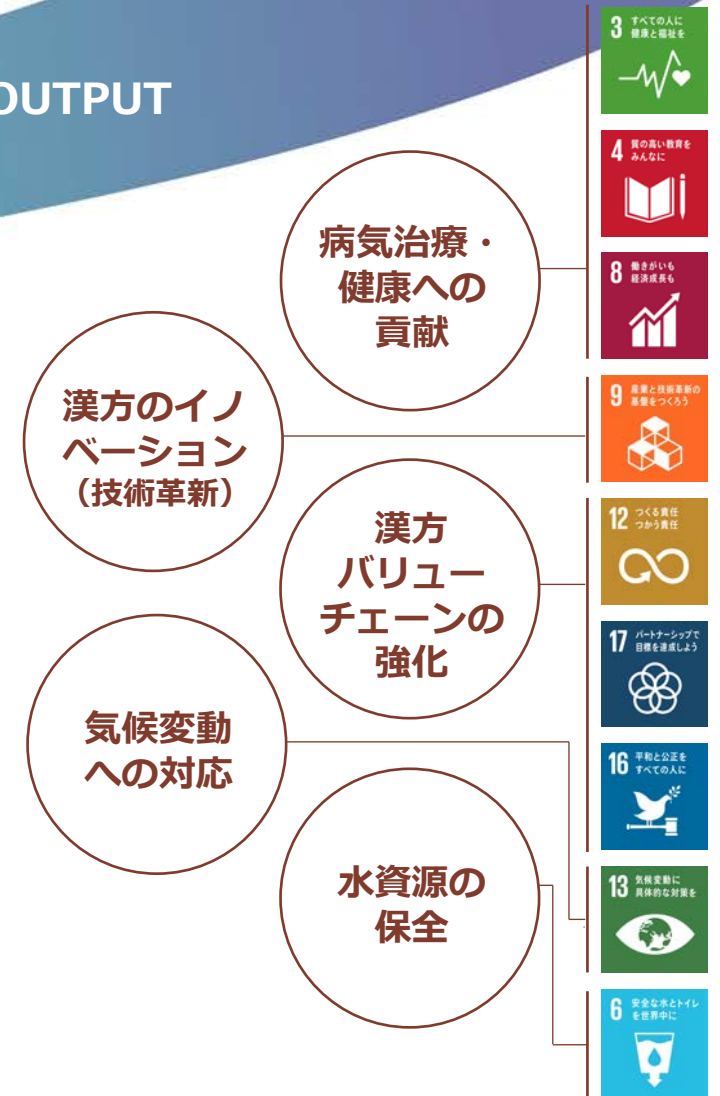 OUTPUT
病気治療・
健康への
貢献
漢方のイノ
ベーション
（技術革新）
漢方
バリュー
チェーンの
強化
気候変動
への対応
水資源の
保全
3 すべての人に
健康と福祉を
4 質の高い教育を
みんなに
8 働きがいも
経済成長も
9 産業と技術革新の
基盤をつくろう
12 つくる責任
つかう責任
17 パートナーシップで
目標を達成しよう
16 平和と公正を
すべての人に
13 気候変動に
具体的な対策を
6 安全な水とトイレ
を世界中に